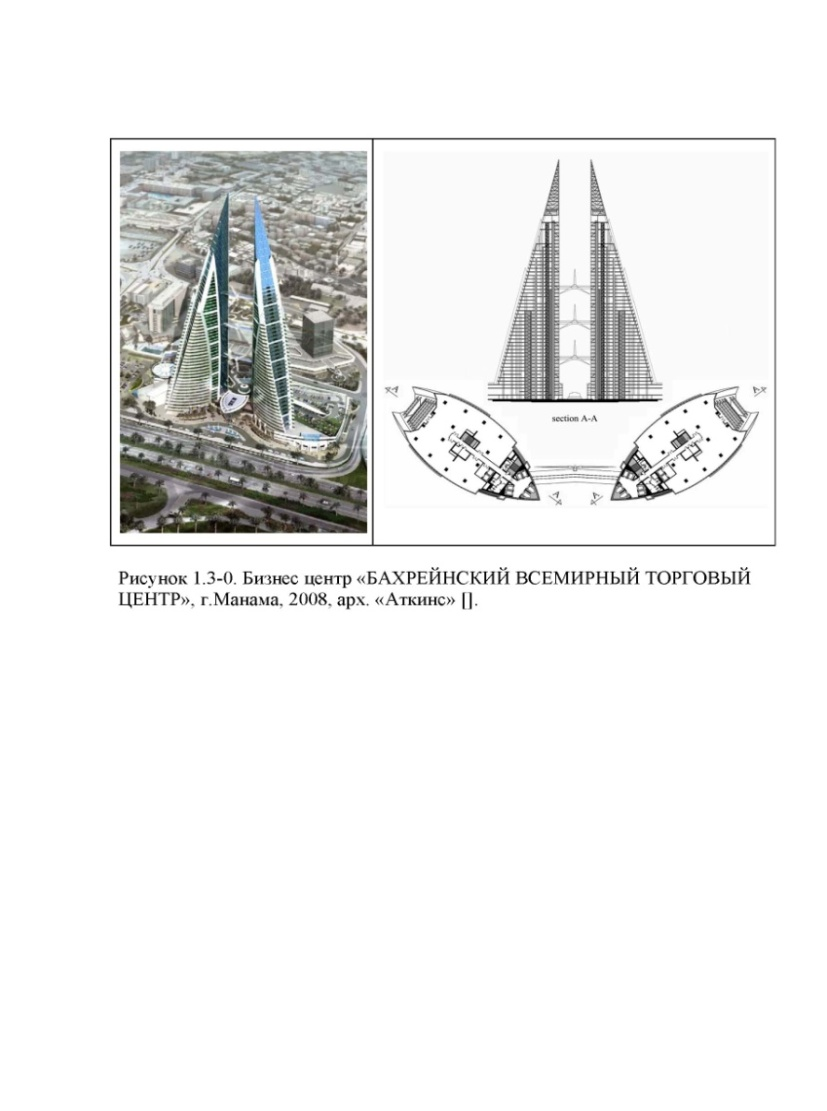 section A-A
Рисунок 1.3-0. Бизнес центр «БАХРЕЙНСКИЙ ВСЕМИРНЫЙ ТОРГОВЫЙ
ЦЕНТР», г.Манама, 2008, арх. «Аткинс» [].